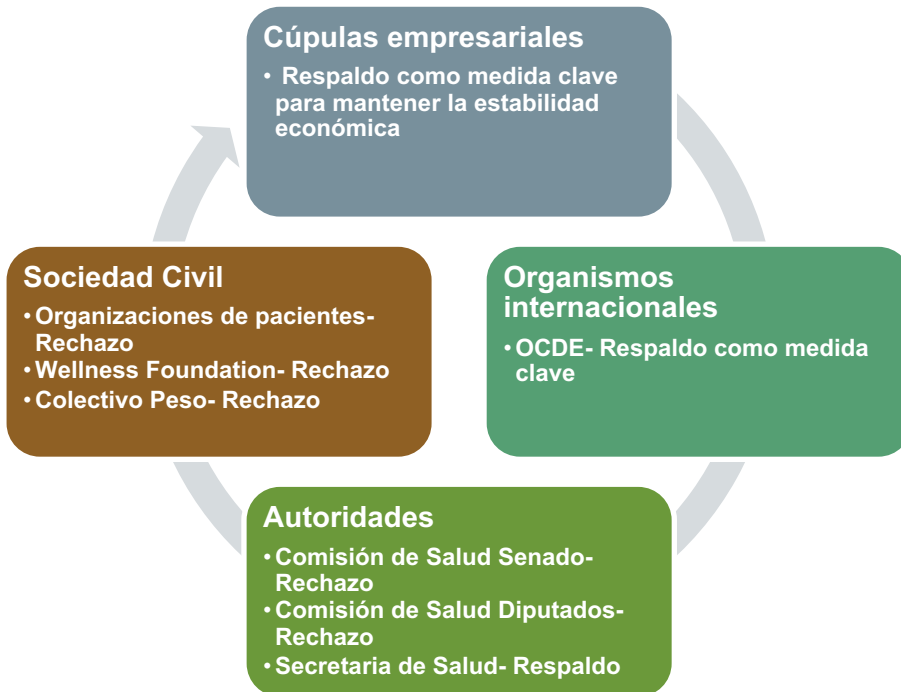 Cúpulas empresariales
• Respaldo como medida clave
para mantener la estabilidad
económica
Organismos
internacionales
• OCDE- Respaldo como medida
clave
Autoridades
• Comisión de Salud Senado-
Rechazo
• Comisión de Salud Diputados-
Rechazo
• Secretaria de Salud- Respaldo
Sociedad Civil
• Organizaciones de pacientes-
Rechazo
• Wellness Foundation- Rechazo
• Colectivo Peso- Rechazo